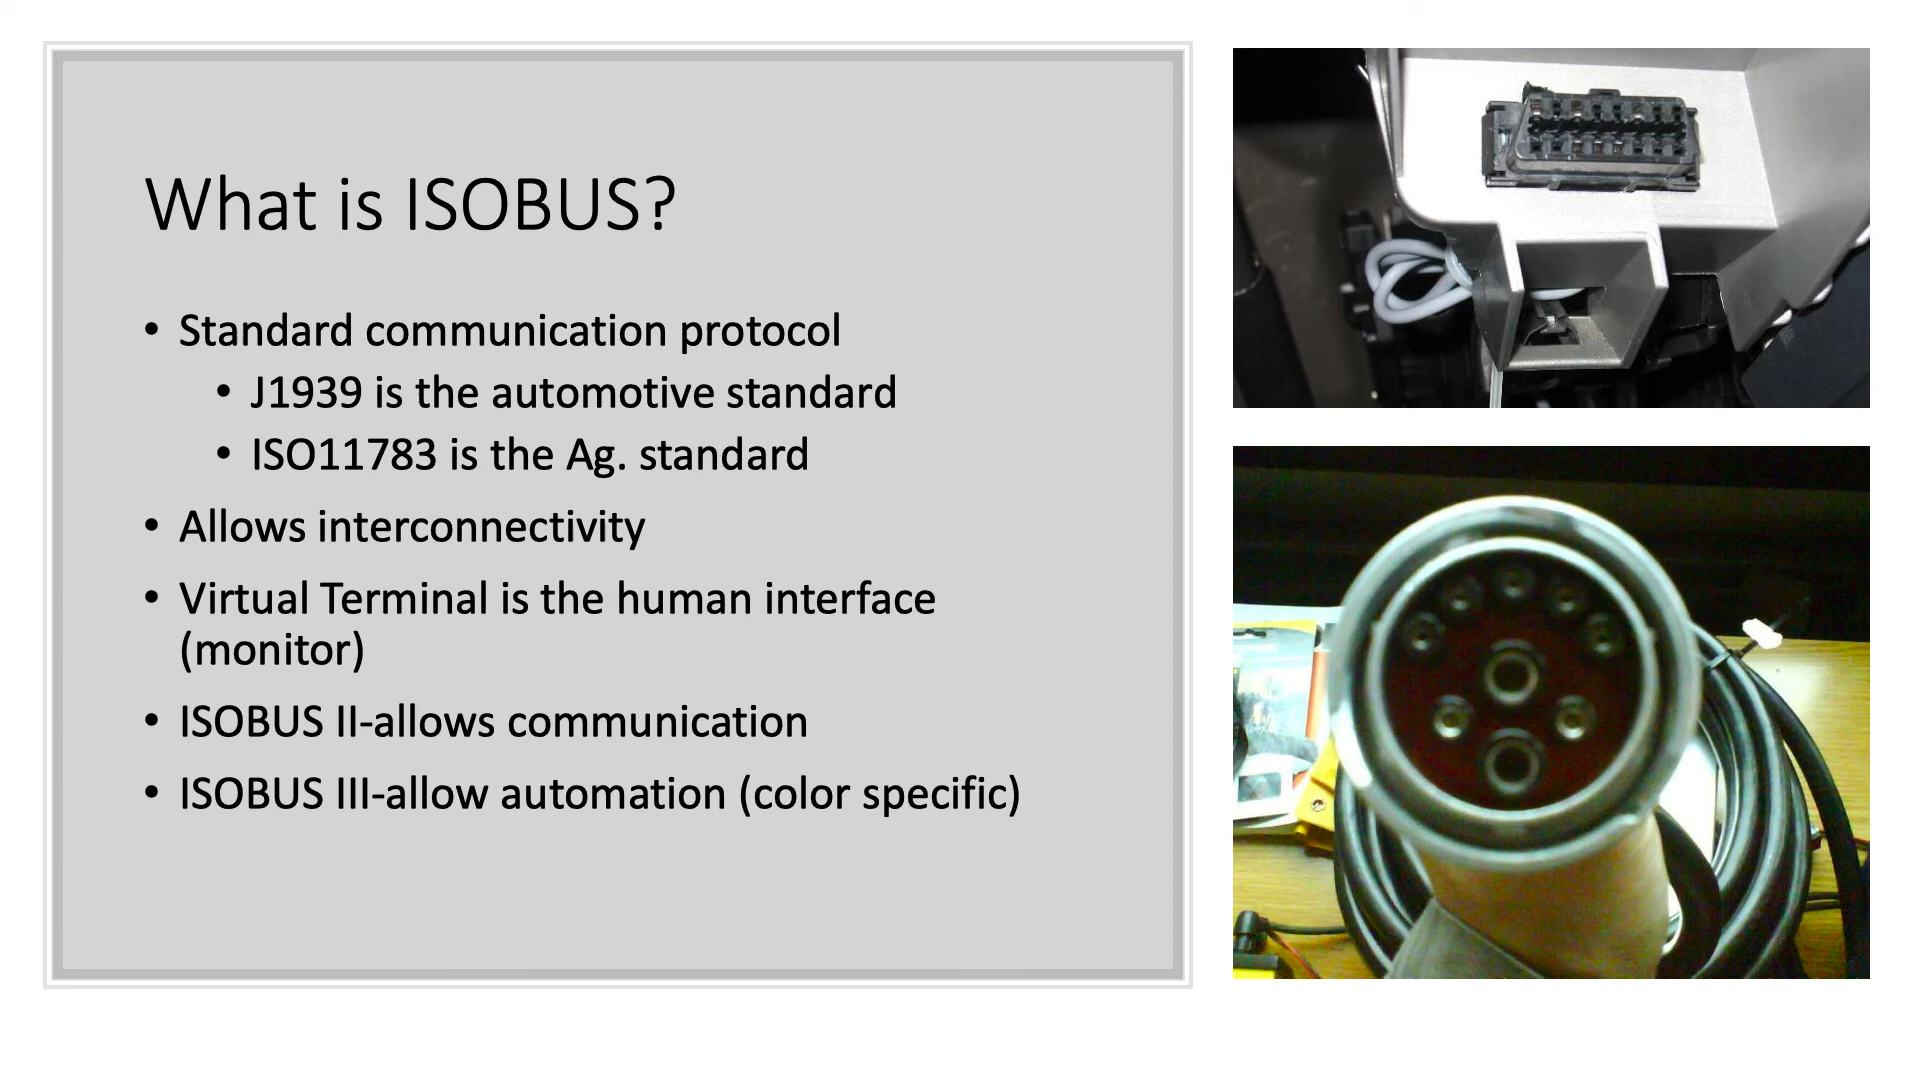 What is ISOBUS?
• Standard communication protocol
• J1939 is the automotive standard
• ISO11783 is the Ag. standard
• Allows interconnectivity
• Virtual Terminal is the human interface
(monitor)
• ISOBUS II-allows communication
• ISOBUS III-allow automation (color specific)